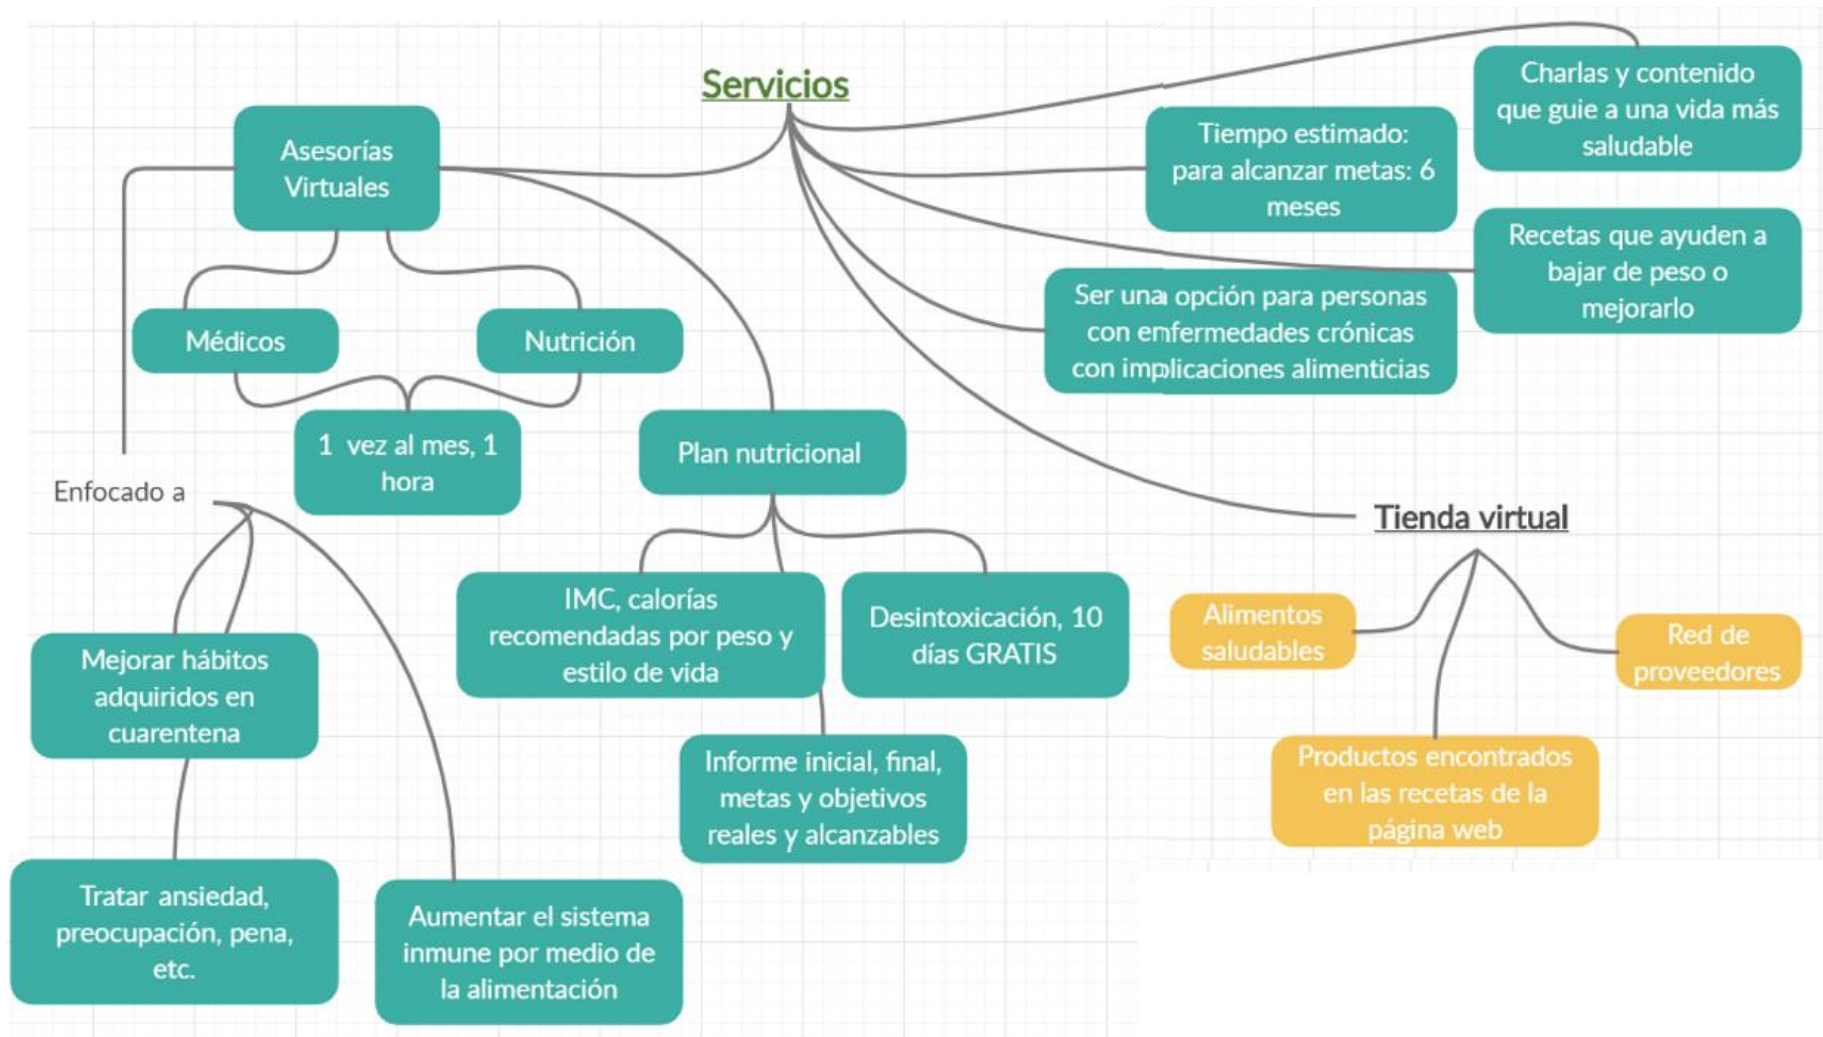 Servicios
Asesorías
Virtuales
Médicos
Nutrición
1 vez al mes, 1
hora
Enfocado a
Mejorar hábitos
adquiridos en
cuarentena
Tratar ansiedad,
preocupación, pena,
etc.
Aumentar el sistema
inmune por medio de
la alimentación
Plan nutricional
IMC, calorías
recomendadas por peso y
estilo de vida
Desintoxicación, 10
días GRATIS
Informe inicial, final,
metas y objetivos
reales y alcanzables
Charlas y contenido
que guie a una vida más
saludable
Tiempo estimado:
para alcanzar metas: 6
meses
Recetas que ayuden a
bajar de peso o
mejorarlo
Ser una opción para personas
con enfermedades crónicas
con implicaciones alimenticias
Tienda virtual
Alimentos
saludables
Red de
proveedores
Productos encontrados
en las recetas de la
página web